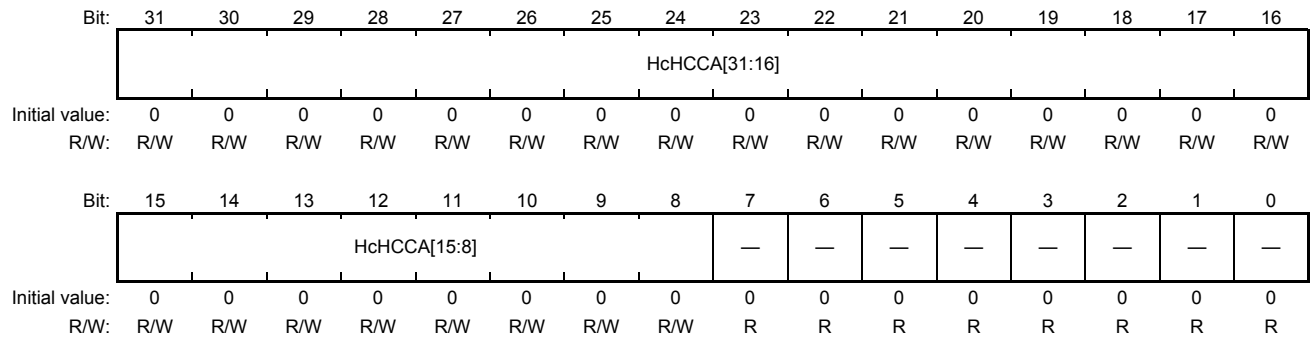 Bit: 31 30 29 28 27 26 25 24 23 22 21 20 19 18 17 16
HcHCCA[31:16]
Initial value: 0 0 0 0 0 0 0 0 0 0 0 0 0 0 0 0
R/W: R/W R/W R/W R/W R/W R/W R/W R/W R/W R/W R/W R/W R/W R/W R/W R/W
Bit: 15 14 13 12 11 10 9 8 7 6 5 4 3 2 1 0
HcHCCA[15:8] — — — — — — — —
Initial value: 0 0 0 0 0 0 0 0 0 0 0 0 0 0 0 0
R/W: R/W R/W R/W R/W R/W R/W R/W R/W R R R R R R R R